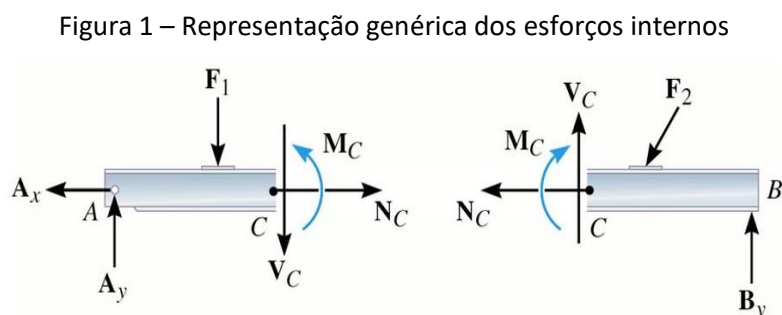 Figura 1 – Representação genérica dos esforços internos
F1
VC
F2
MC
MC
Ax
A
C
NC
NC
C
B
VC
Ay
By